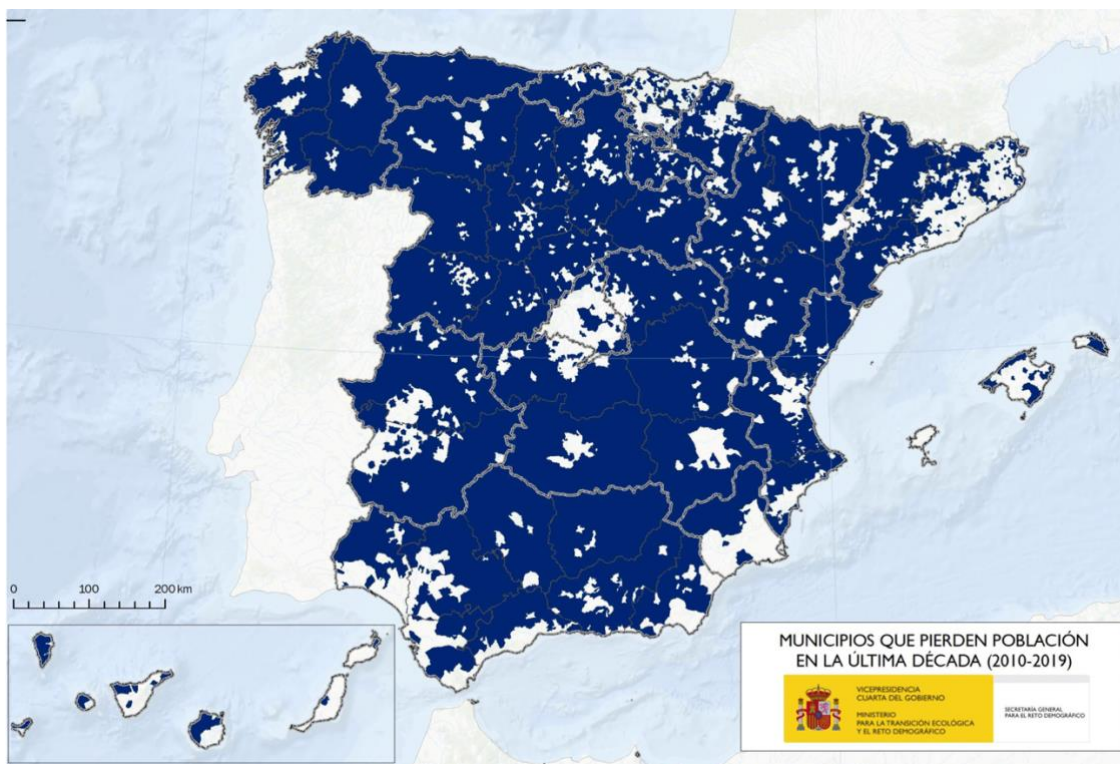 0 100 200 km
MUNICIPIOS QUE PIERDEN POBLACIÓN
EN LA ÚLTIMA DÉCADA (2010-2019)
VICEPRESIDENCIA
CUARTA DEL GOBIERNO
MINISTERIO
PARA LA TRANSICIÓN ECOLÓGICA
Y EL RETO DEMOGRÁFICO
SECRETARÍA GENERAL
PARA EL RETO DEMOGRÁFICO